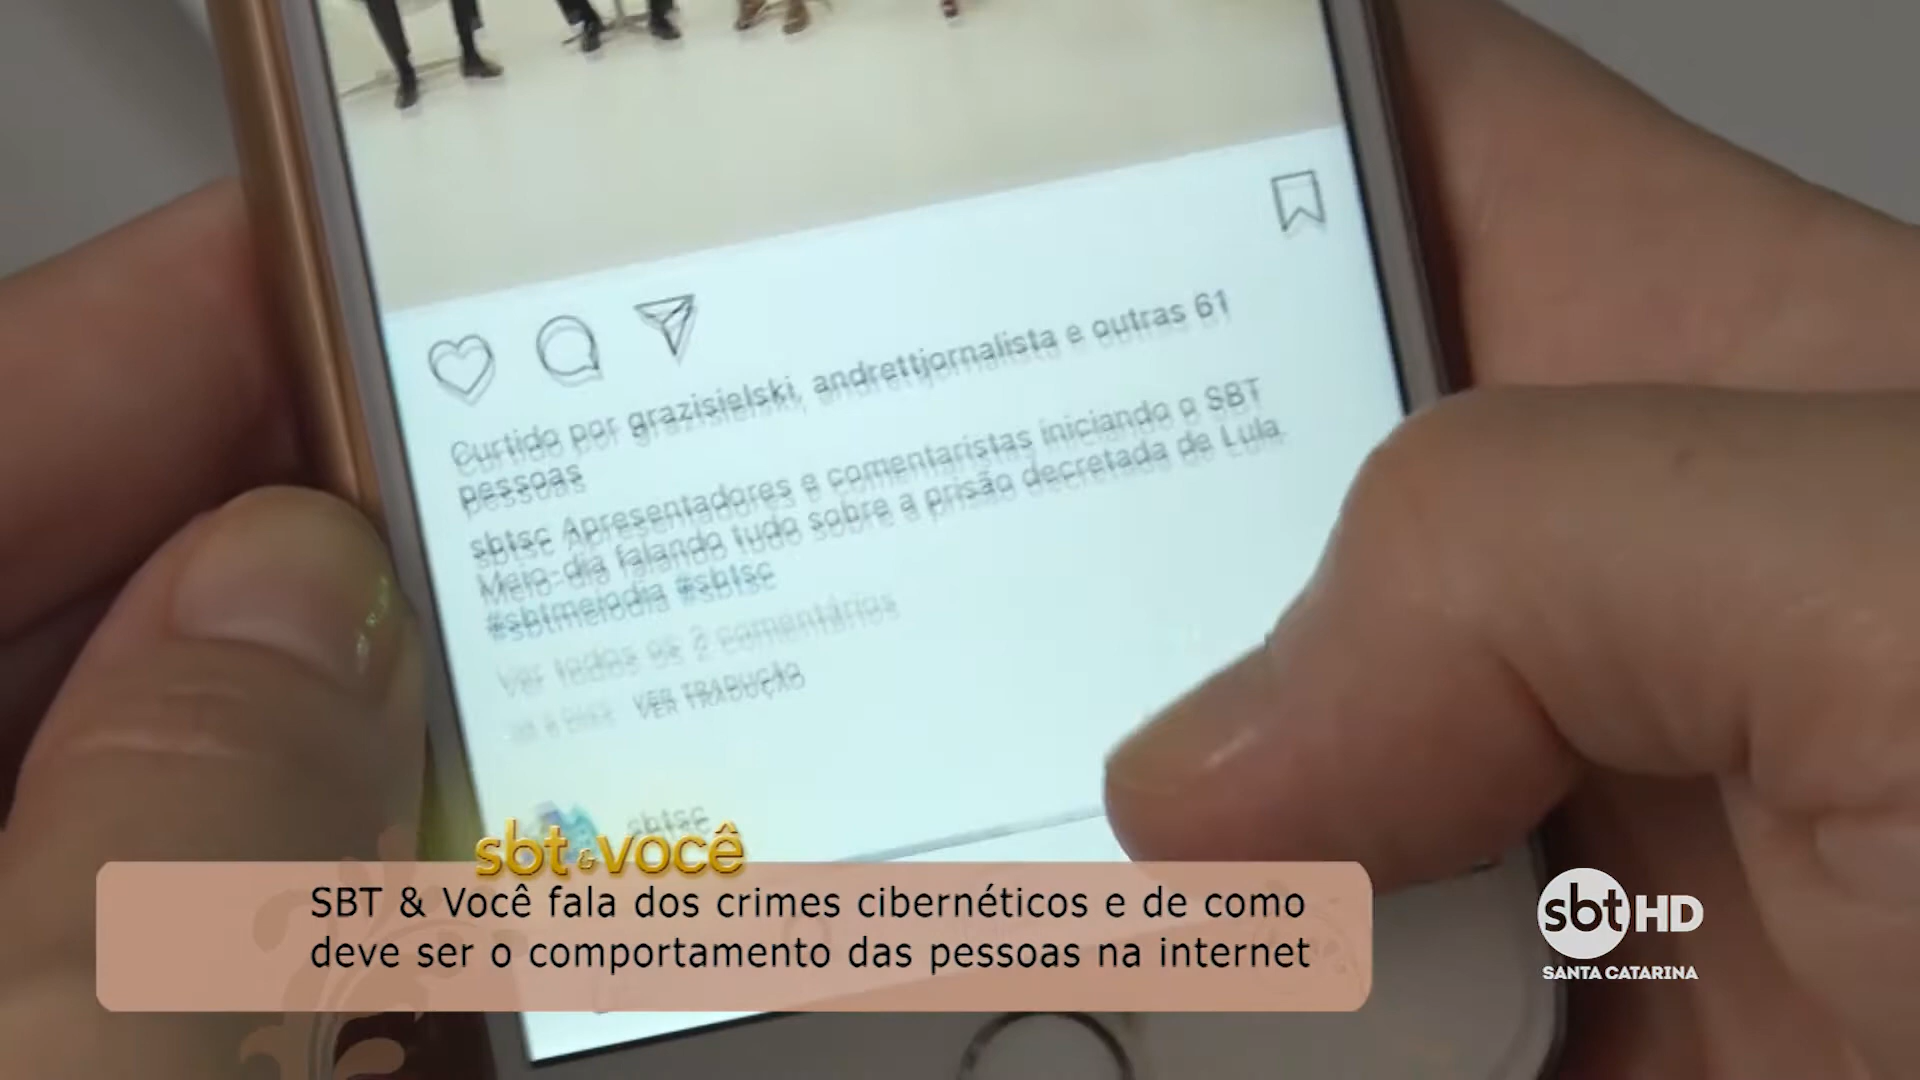 Curtido por grazisielski, andrettjornalista e outras 61
pessoas
sbtsc Apresentadores e comentaristas iniciando o SBT
Meio-dia falando tudo sobre a prisão decretada de Lula
#sbtmeiodia #sbtsc
Ver todos os 2 comentários
VER TRADUÇÃO
sbtsc
sbt&você
SBT & Você fala dos crimes cibernéticos e de como
deve ser o comportamento das pessoas na internet
sbt HD
SANTA CATARINA